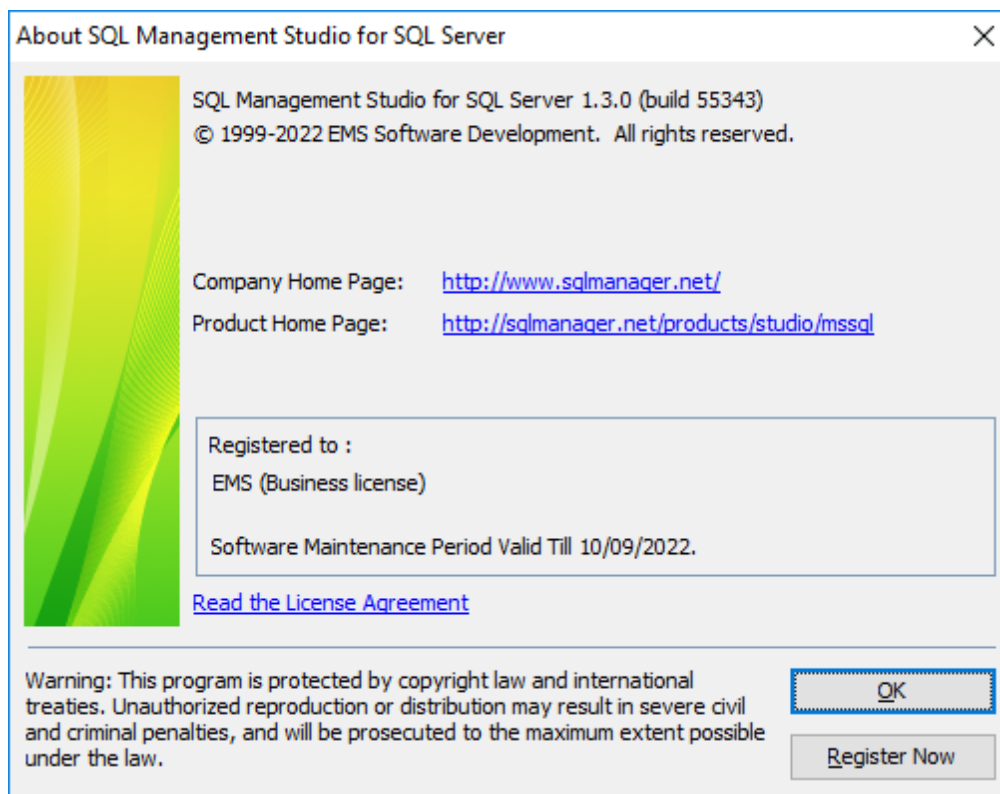 About SQL Management Studio for SQL Server
SQL Management Studio for SQL Server 1.3.0 (build 55343)
© 1999-2022 EMS Software Development.  All rights reserved.
Company Home Page: http://www.sqlmanager.net/
Product Home Page: http://sqlmanager.net/products/studio/mssql
Registered to :
EMS (Business license)
Software Maintenance Period Valid Till 10/09/2022.
Read the License Agreement
Warning: This program is protected by copyright law and international
treaties. Unauthorized reproduction or distribution may result in severe civil
and criminal penalties, and will be prosecuted to the maximum extent possible
under the law.
OK
Register Now